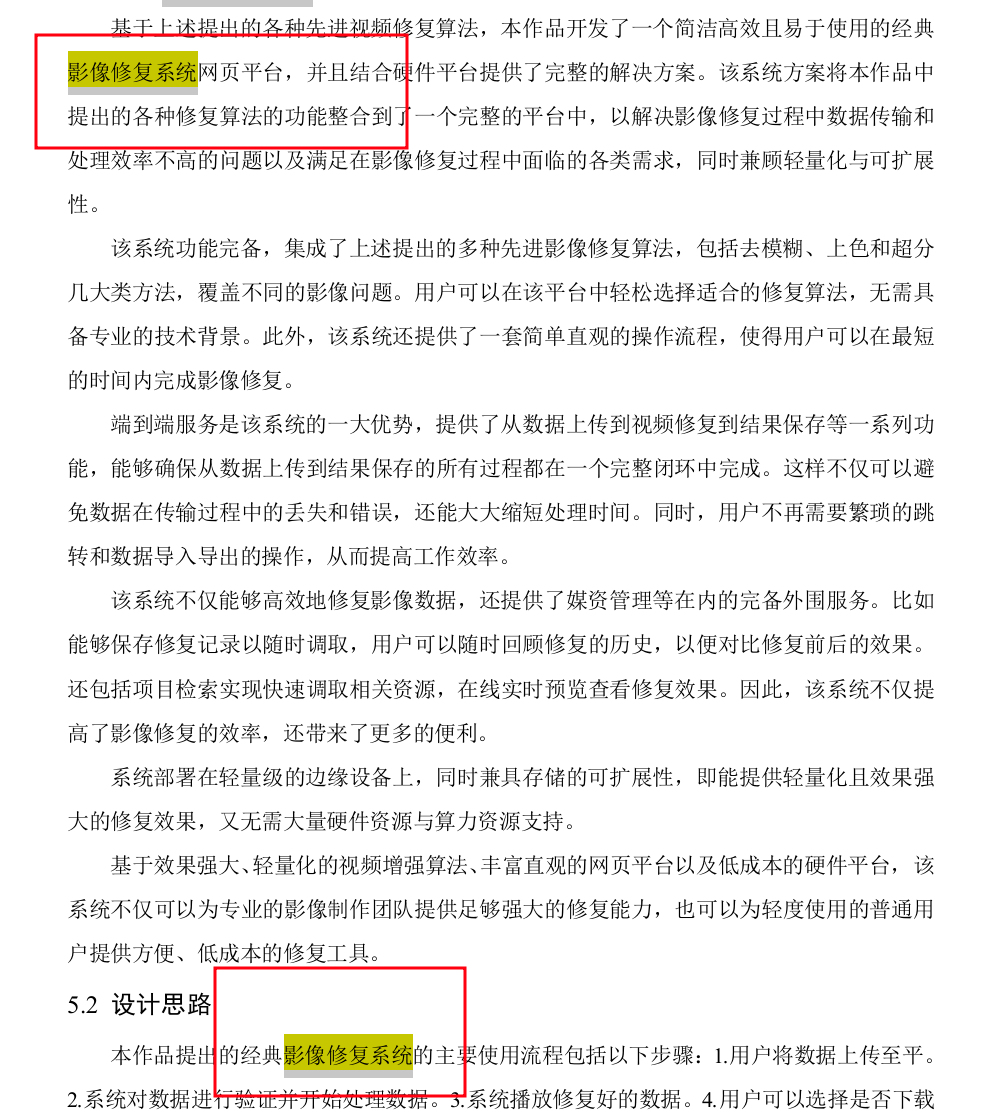 基于上述提出的各种先进视频修复算法，本作品开发了一个简洁高效且易于使用的经典
影像修复系统网页平台，并且结合硬件平台提供了完整的解决方案。该系统方案将本作品中
提出的各种修复算法的功能整合到了一个完整的平台中，以解决影像修复过程中数据传输和
处理效率不高的问题以及满足在影像修复过程中面临的各类需求，同时兼顾轻量化与可扩展
性。
该系统功能完备，集成了上述提出的多种先进影像修复算法，包括去模糊、上色和超分
几大类方法，覆盖不同的影像问题。用户可以在该平台中轻松选择适合的修复算法，无需具
备专业的技术背景。此外，该系统还提供了一套简单直观的操作流程，使得用户可以在最短
的时间内完成影像修复。
端到端服务是该系统的一大优势，提供了从数据上传到视频修复到结果保存等一系列功
能，能够确保从数据上传到结果保存的所有过程都在一个完整闭环中完成。这样不仅可以避
免数据在传输过程中的丢失和错误，还能大大缩短处理时间。同时，用户不再需要繁琐的跳
转和数据导入导出的操作，从而提高工作效率。
该系统不仅能够高效地修复影像数据，还提供了媒资管理等在内的完备外围服务。比如
能够保存修复记录以随时调取，用户可以随时回顾修复的历史，以便对比修复前后的效果。
还包括项目检索实现快速调取相关资源，在线实时预览查看修复效果。因此，该系统不仅提
高了影像修复的效率，还带来了更多的便利。
系统部署在轻量级的边缘设备上，同时兼具存储的可扩展性，即能提供轻量化且效果强
大的修复效果，又无需大量硬件资源与算力资源支持。
基于效果强大、轻量化的视频增强算法、丰富直观的网页平台以及低成本的硬件平台，该
系统不仅可以为专业的影像制作团队提供足够强大的修复能力，也可以为轻度使用的普通用
户提供方便、低成本的修复工具。
5.2 设计思路
本作品提出的经典影像修复系统的主要使用流程包括以下步骤：1.用户将数据上传至平。
2.系统对数据进行验证并开始处理数据。3.系统播放修复好的数据。4.用户可以选择是否下载